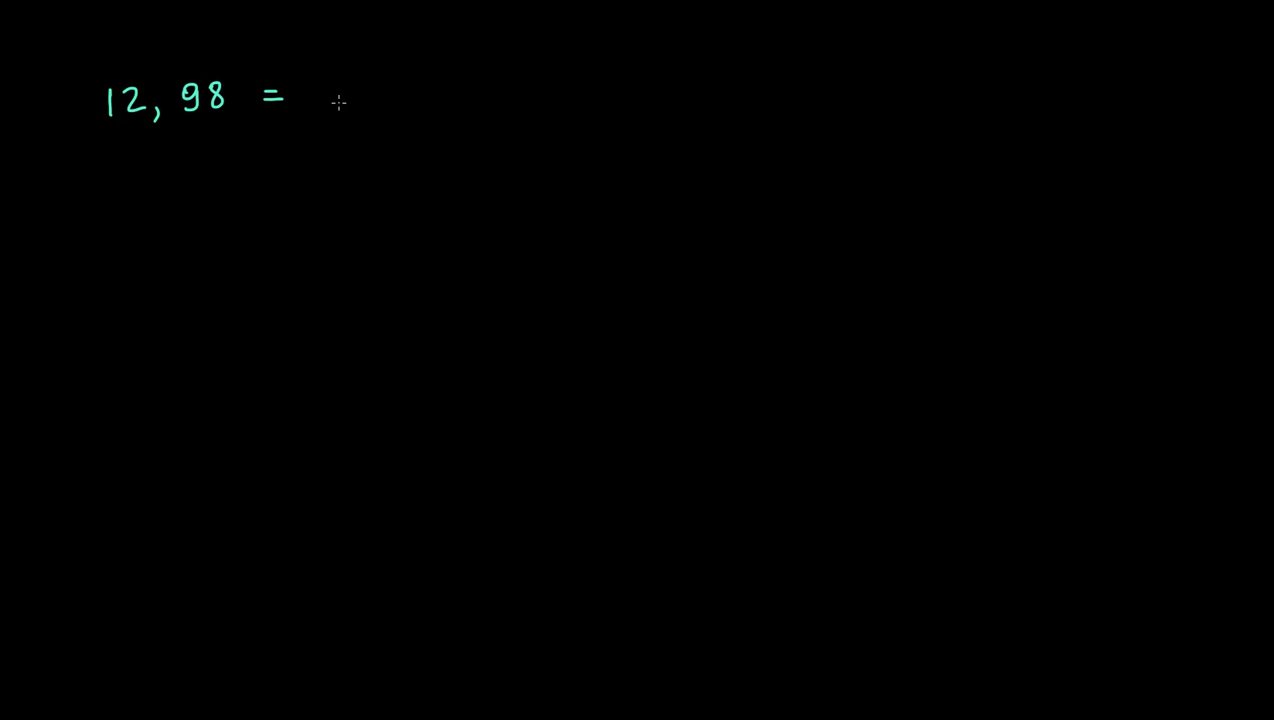 12, 98 =